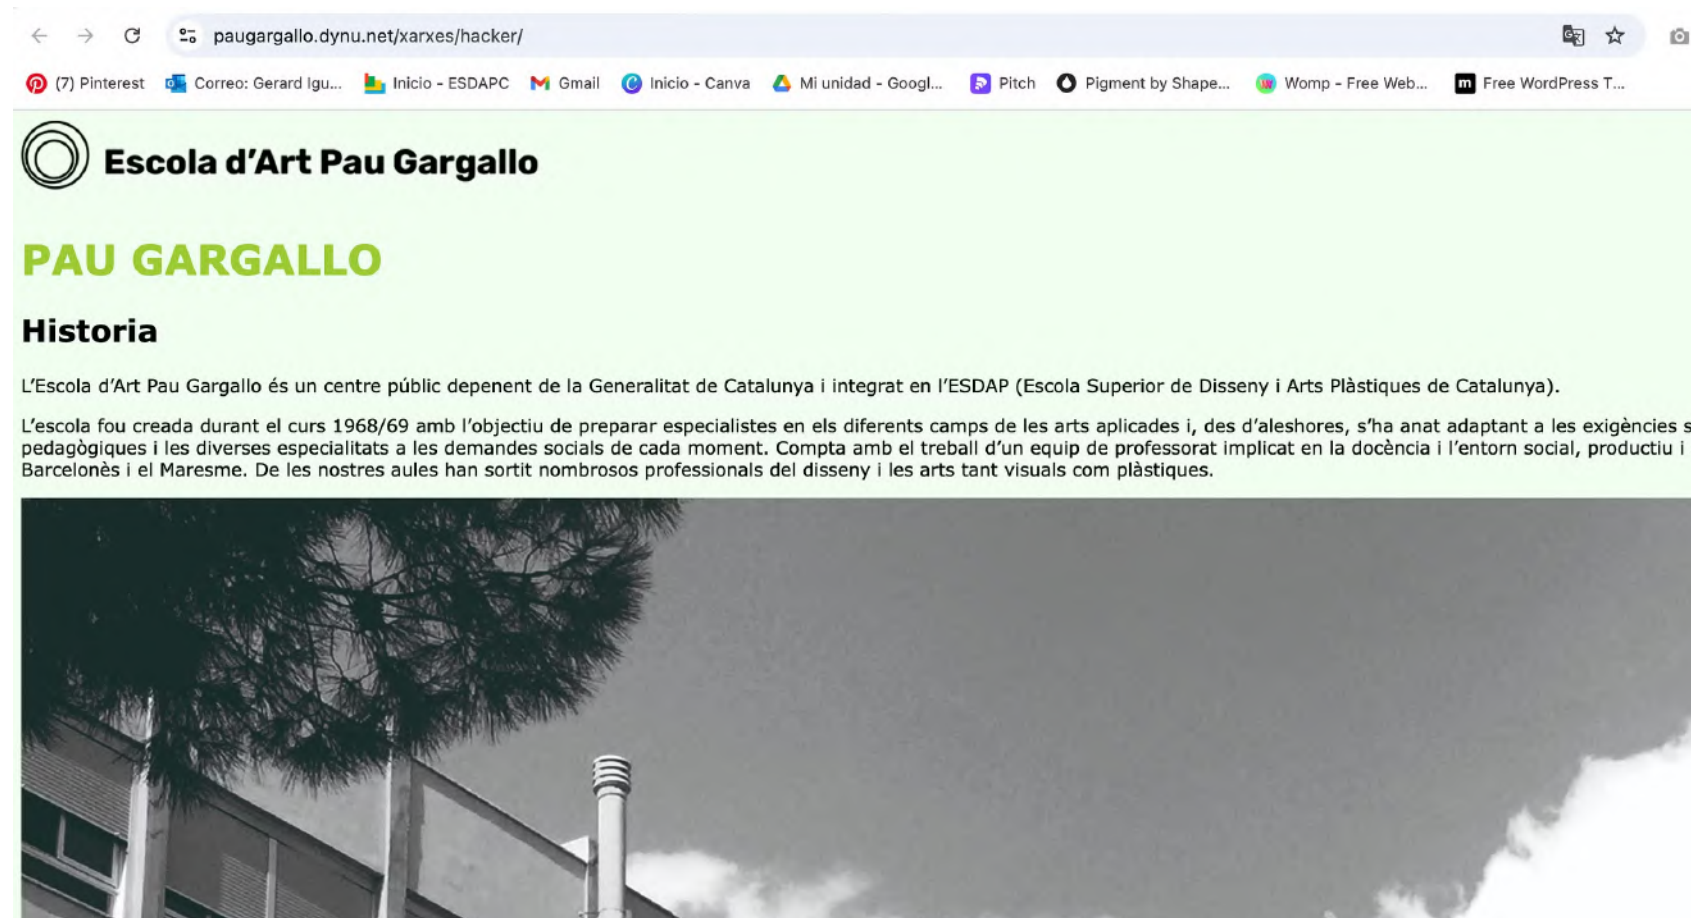 paugargallo.dynu.net/xarxes/hacker/
(7) Pinterest Correo: Gerard Igu... Inicio - ESDAPC Gmail Inicio - Canva Mi unidad - Googl... Pitch Pigment by Shape... Womp - Free Web... Free WordPress T...
Escola d'Art Pau Gargallo
PAU GARGALLO
Historia
L'Escola d'Art Pau Gargallo és un centre públic depenent de la Generalitat de Catalunya i integrat en l'ESDAP (Escola Superior de Disseny i Arts Plàstiques de Catalunya).
L'escola fou creada durant el curs 1968/69 amb l'objectiu de preparar especialistes en els diferents camps de les arts aplicades i, des d'aleshores, s'ha anat adaptant a les exigències s
pedagògiques i les diverses especialitats a les demandes socials de cada moment. Compta amb el treball d'un equip de professorat implicat en la docència i l'entorn social, productiu i
Barcelonès i el Maresme. De les nostres aules han sortit nombrosos professionals del disseny i les arts tant visuals com plàstiques.